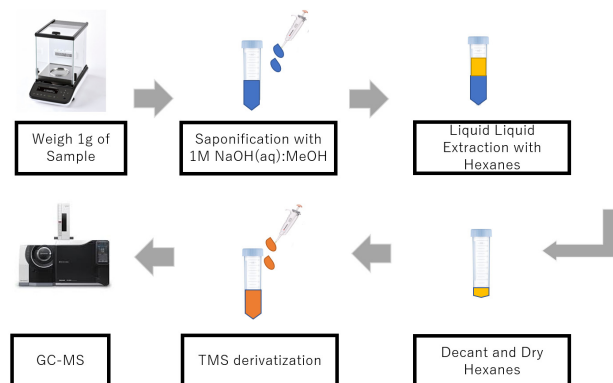 Weigh 1g of
Sample
Saponification with
1M NaOH(aq):MeOH
Liquid Liquid
Extraction with
Hexanes
GC-MS
TMS derivatization
Decant and Dry
Hexanes